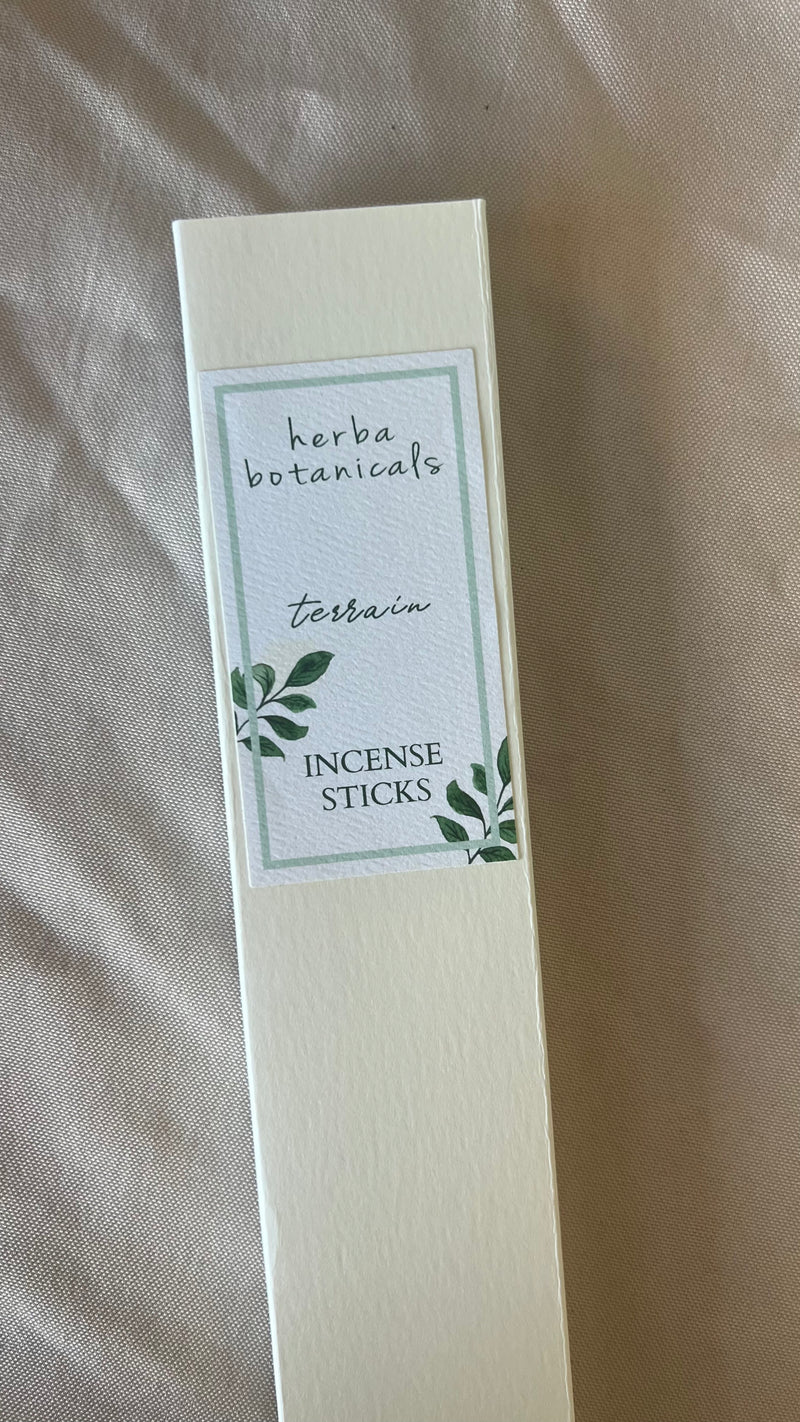 herba
botanicals
terrain
INCENSE
STICKS